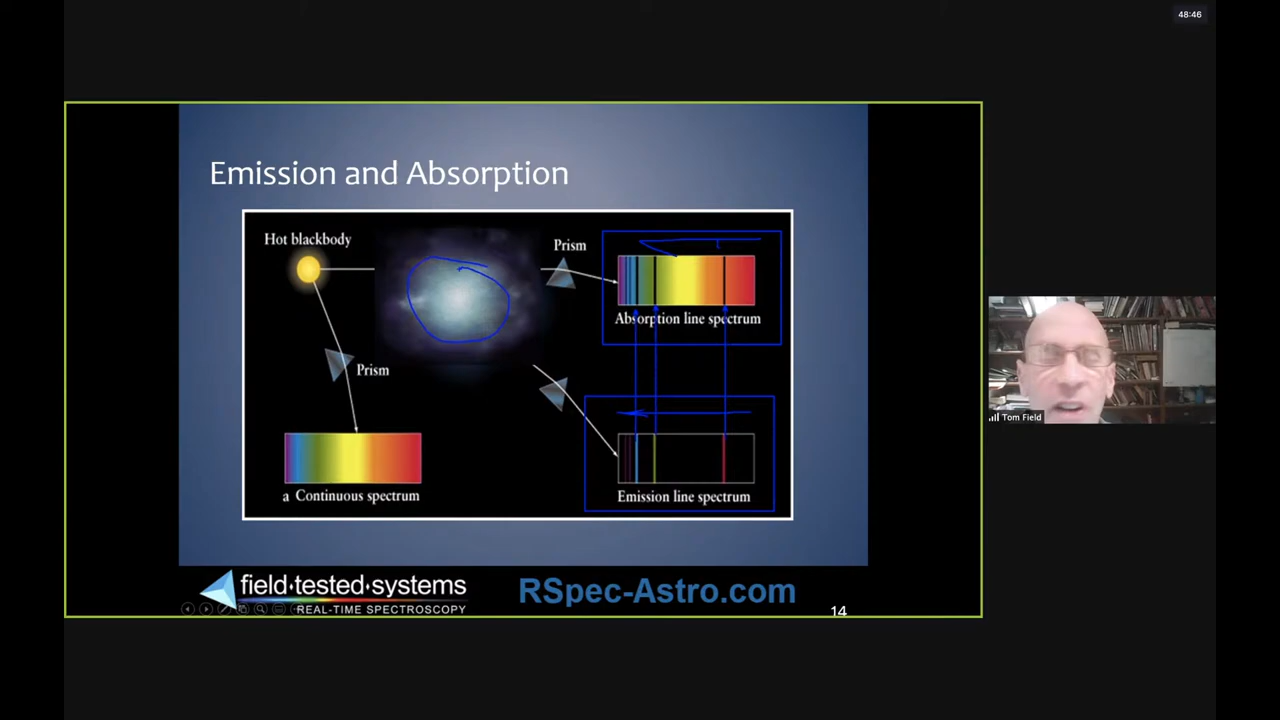 48:46
Emission and Absorption
Hot blackbody
Prism
Absorption line spectrum
Prism
a Continuous spectrum
Emission line spectrum
Tom Field
field·tested·systems
REAL-TIME SPECTROSCOPY
RSpec-Astro.com
14